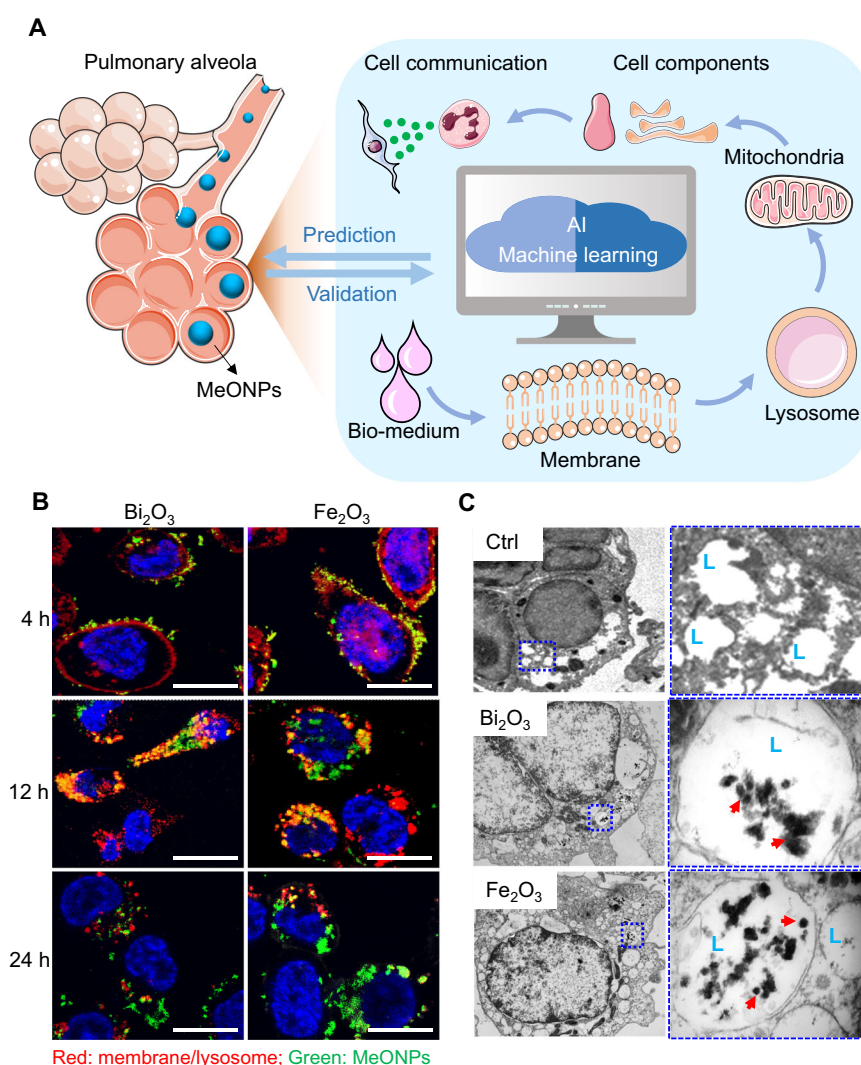 A
Pulmonary alveola
Cell communication
Cell components
Mitochondria
AI
Machine learning
Prediction
Validation
MeONPs
Bio-medium
Membrane
Lysosome
B
Bi₂O₃
Fe₂O₃
4 h
12 h
24 h
Red: membrane/lysosome; Green: MeONPs
C
Ctrl
L
L
L
Bi₂O₃
L
Fe₂O₃
L
L